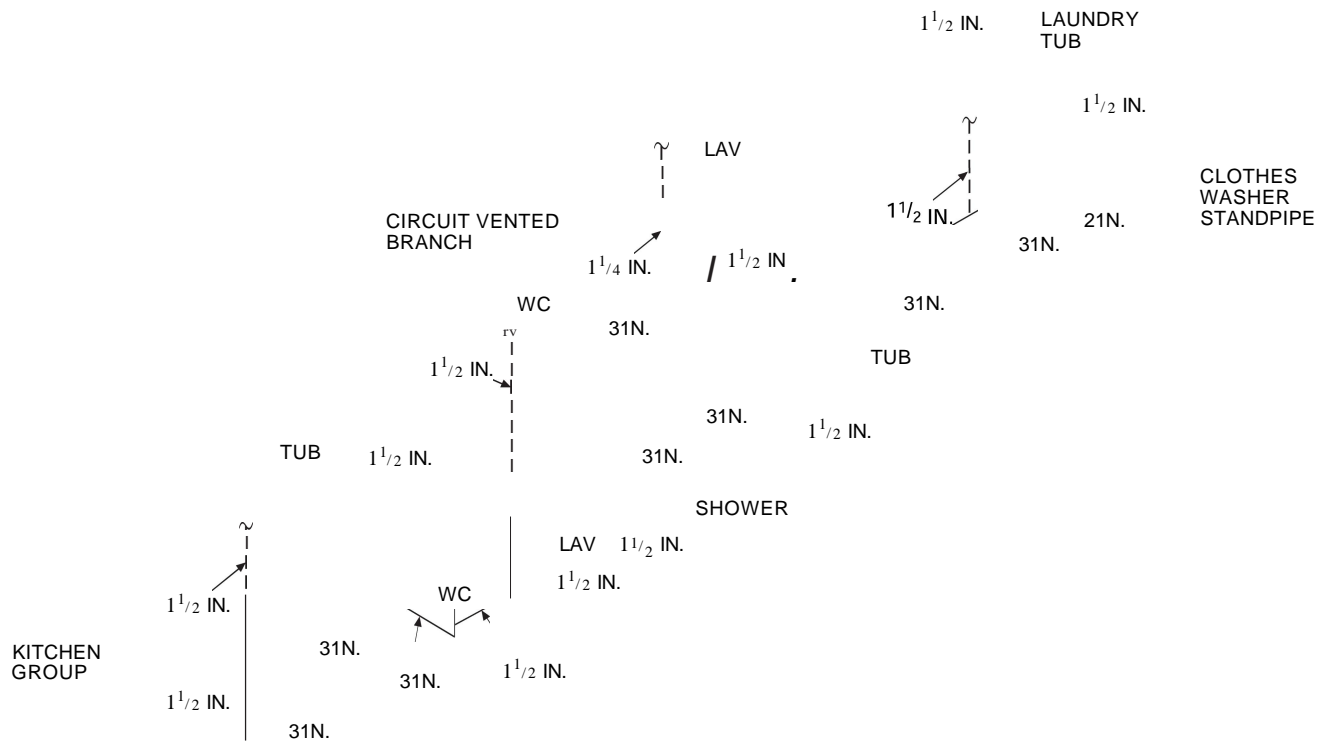 1 1/2 IN.
LAUNDRY
TUB
1 1/2 IN.
LAV
CLOTHES
WASHER
STANDPIPE
1 1/2 IN.
21N.
31N.
CIRCUIT VENTED
BRANCH
1 1/4 IN.
/ 1 1/2 IN .
WC
31N.
31N.
rv
TUB
1 1/2 IN.
31N.
1 1/2 IN.
TUB
1 1/2 IN.
31N.
SHOWER
LAV 1 1/2 IN.
1 1/2 IN.
WC
1 1/2 IN.
KITCHEN
GROUP
31N.
31N.
1 1/2 IN.
1 1/2 IN.
31N.